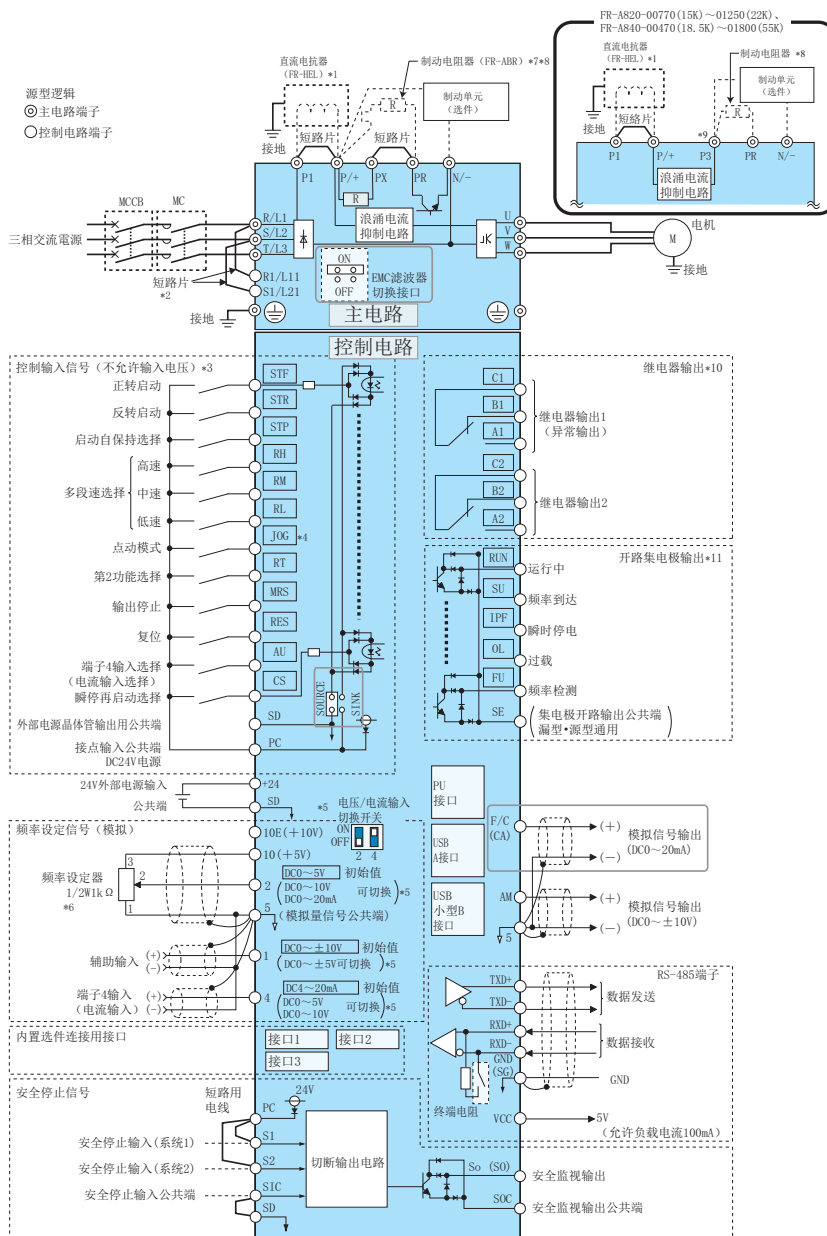 FR-A820-00770(15K)～01250(22K)、
FR-A840-00470(18.5K)～01800(55K)
直流电抗器
(FR-HEL)*1
制动电阻器 *8
制动单元
(选件)
R
接地
短络片
*9
P1
P/+
P3
PR
N/-
浪涌电流
抑制电路
源型逻辑
主电路端子
控制电路端子
直流电抗器
(FR-HEL)*1
制动电阻器(FR-ABR)*7*8
制动单元
(选件)
R
接地
短路片
短路片
P1
P/+
PX
PR
N/-
R
浪涌电流
抑制电路
MCCB
MC
三相交流電源
R/L1
S/L2
T/L3
R1/L11
S1/L21
短路片
*2
接地
U
V
W
电机
M
接地
ON
OFF
EMC滤波器
切换接口
主电路
控制电路
控制输入信号(不允许输入电压)*3
正转启动
STF
反转启动
STR
启动自保持选择
STP
多段速选择
高速
RH
中速
RM
低速
RL
点动模式
JOG
*4
第2功能选择
RT
输出停止
MRS
复位
RES
端子4输入选择
(电流输入选择)
AU
瞬停再启动选择
CS
SOURCE
SINK
外部电源晶体管输出用公共端
SD
接点输入公共端
DC24V电源
PC
24V外部电源输入
+24
公共端
SD
继电器输出*10
C1
B1
A1
继电器输出1
(异常输出)
C2
B2
A2
继电器输出2
开路集电极输出*11
RUN
运行中
SU
频率到达
IPF
瞬时停电
OL
过载
FU
频率检测
SE
集电极开路输出公共端
漏型•源型通用
频率设定信号(模拟)
*5
电压/电流输入
切换开关
ON
OFF
2 4
10E(+10V)
10(+5V)
频率设定器
1/2W1kΩ
*6
3
2
1
2
DC0～5V
初始值
DC0～10V
DC0～20mA
可切换
*5
5
(模拟量信号公共端)
辅助输入
(+)
(-)
1
DC0～±10V
初始值
DC0～±5V可切换
*5
端子4输入
(电流输入)
(+)
(-)
4
DC4～20mA
初始值
DC0～5V
DC0～10V
可切换
*5
PU
接口
USB
A接口
USB
小型B
接口
F/C
(CA)
(+)
(-)
模拟信号输出
(DC0～20mA)
AM
5
(+)
(-)
模拟信号输出
(DC0～±10V)
RS-485端子
TXD+
TXD-
数据发送
RXD+
RXD-
数据接收
GND
(SG)
GND
终端电阻
VCC
5V
(允许负载电流100mA)
内置选件连接用接口
接口1
接口2
接口3
安全停止信号
短路用
电线
24V
PC
安全停止输入(系统1)
S1
安全停止输入(系统2)
S2
安全停止输入公共端
SIC
SD
切断输出电路
So (SO)
安全监视输出
SOC
安全监视输出公共端